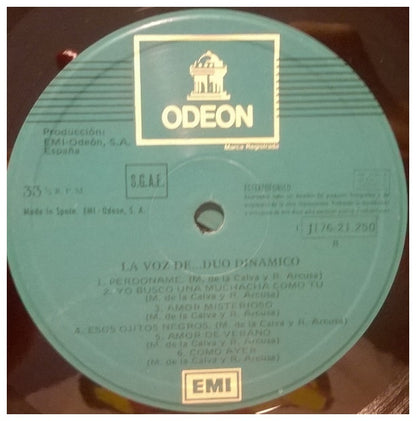 ODEON
Marca Registrada
Producción:
EMI-Odeón, S.A.
España
S.G.A.E.
ESTEREOFONICO
33 ⅓ R. P. M.
Made in Spain. EMI - Odeon, S. A.
J176-21.250
B
LA VOZ DE...DUO DINAMICO
1. PERDONAME. (M. de la Calva y R. Arcusa)
2. YO BUSCO UNA MUCHACHA COMO TU
(M. de la Calva y R. Arcusa)
3. AMOR MISTERIOSO
(M. de la Calva y R. Arcusa)
4. ESOS OJITOS NEGROS. (M. de la Calva y R. Arcusa)
5. AMOR DE VERANO
(M. de la Calva y R. Arcusa)
6. COMO AYER
(M. de la Calva y R. Arcusa)
EMI